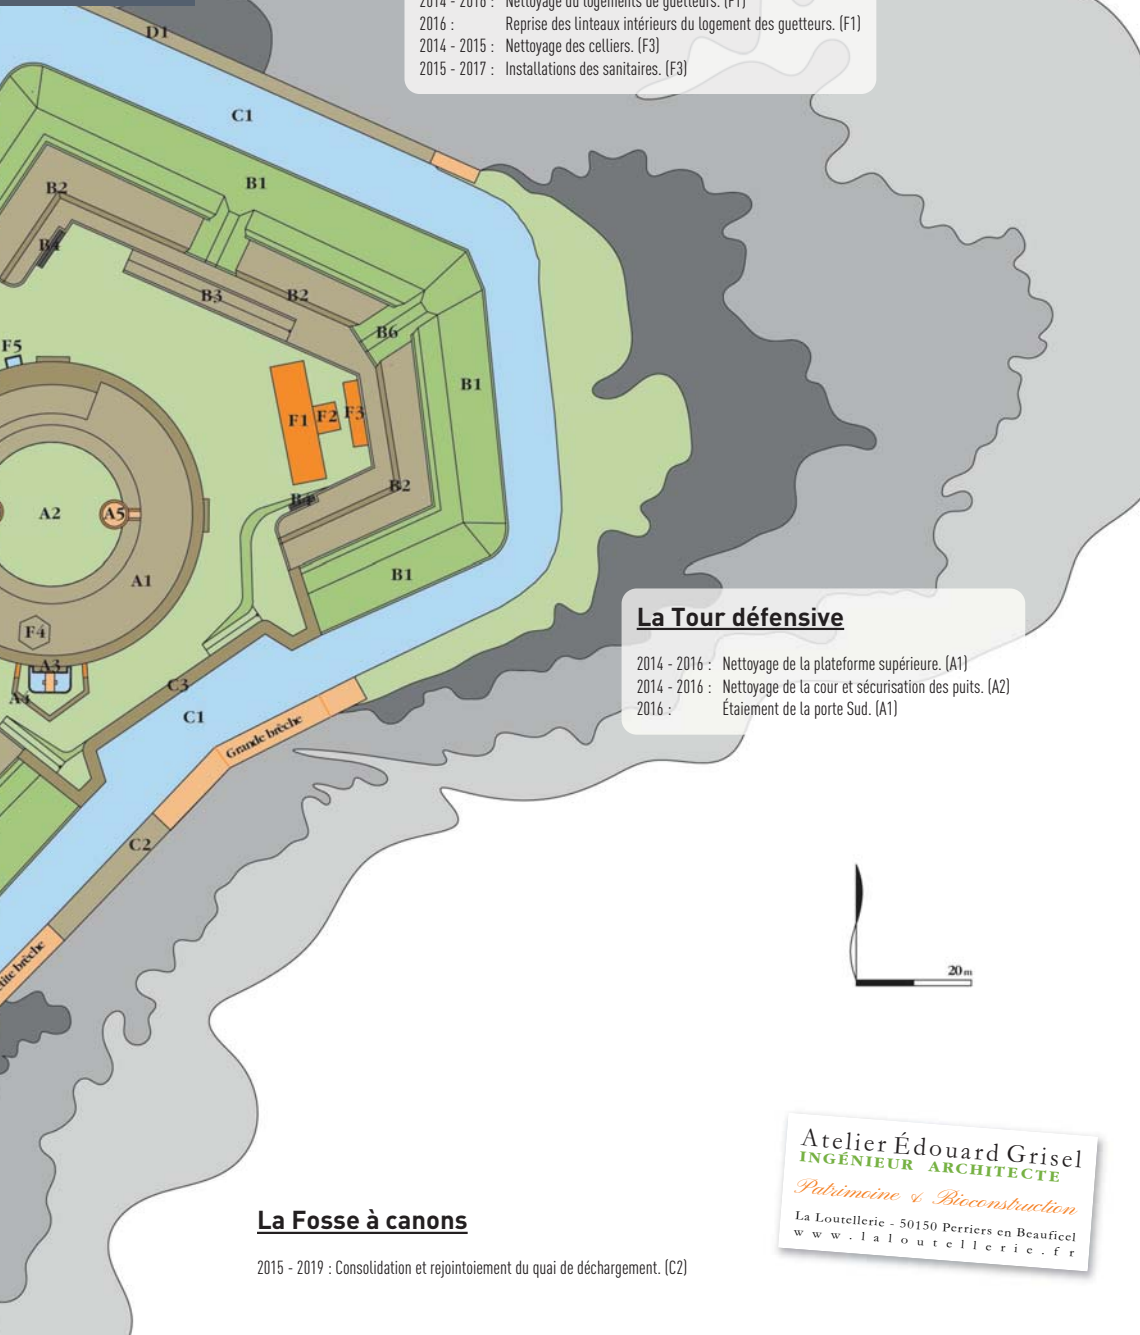 2014 - 2016 : Nettoyage du logements de guetteurs. (F1)
2016 : Reprise des linteaux intérieurs du logement des guetteurs. (F1)
2014 - 2015 : Nettoyage des celliers. (F3)
2015 - 2017 : Installations des sanitaires. (F3)
D1
C1
B1
B2
B4
B3
B2
B6
F5
B1
F1 F2 F3
B4
B2
A2
A5
B1
A1
F4
A3
C3
A4
C1
Grande brèche
C2
brèche
La Tour défensive
2014 - 2016 : Nettoyage de la plateforme supérieure. (A1)
2014 - 2016 : Nettoyage de la cour et sécurisation des puits. (A2)
2016 : Étaiement de la porte Sud. (A1)
20 m
Atelier Édouard Grisel
INGÉNIEUR ARCHITECTE
Patrimoine & Bioconstruction
La Loutellerie - 50150 Perriers en Beauficel
www.laloutellerie.fr
La Fosse à canons
2015 - 2019 : Consolidation et rejointoiement du quai de déchargement. (C2)